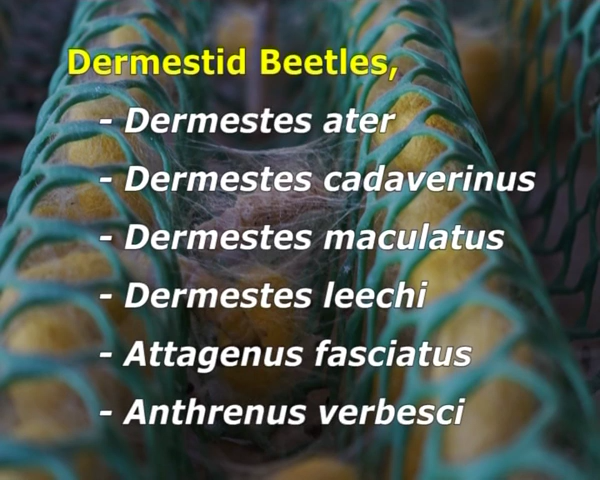 Dermestid Beetles,
- Dermestes ater
- Dermestes cadaverinus
- Dermestes maculatus
- Dermestes leechi
- Attagenus fasciatus
- Anthrenus verbesci